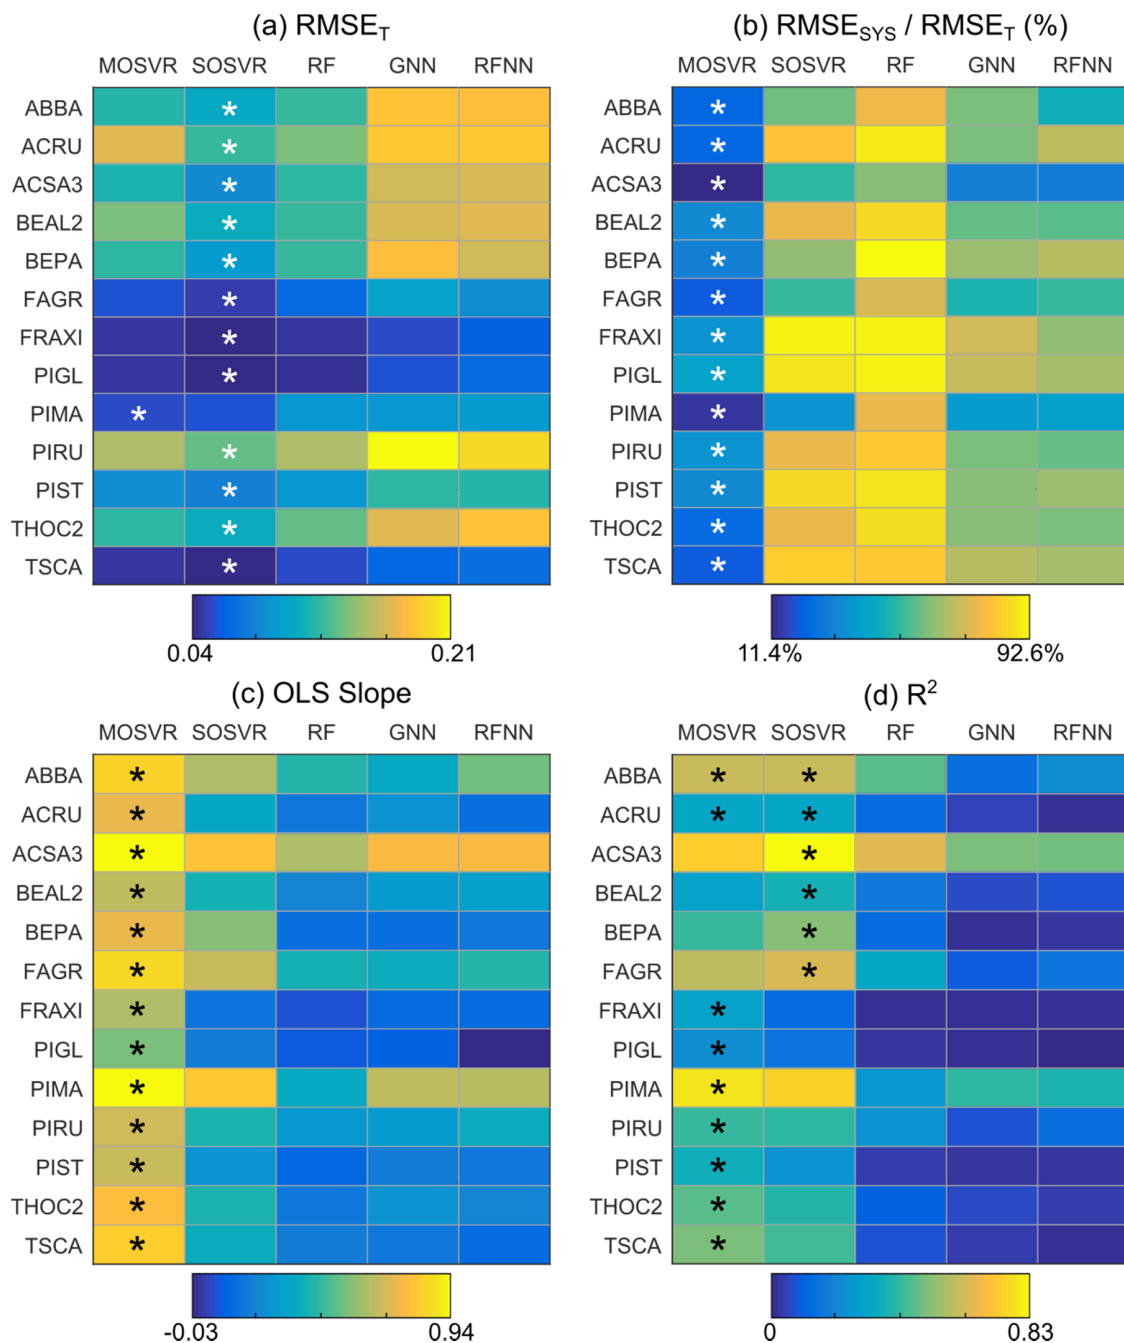 (a) RMSE_T
MOSVR SOSVR RF GNN RFNN
ABBA *
ACRU *
ACSA3 *
BEAL2 *
BEPA *
FAGR *
FRAXI *
PIGL *
PIMA *
PIRU *
PIST *
THOC2 *
TSCA *
0.04 0.21
(b) RMSE_SYS / RMSE_T (%)
MOSVR SOSVR RF GNN RFNN
ABBA *
ACRU *
ACSA3 *
BEAL2 *
BEPA *
FAGR *
FRAXI *
PIGL *
PIMA *
PIRU *
PIST *
THOC2 *
TSCA *
11.4% 92.6%
(c) OLS Slope
MOSVR SOSVR RF GNN RFNN
ABBA *
ACRU *
ACSA3 *
BEAL2 *
BEPA *
FAGR *
FRAXI *
PIGL *
PIMA *
PIRU *
PIST *
THOC2 *
TSCA *
-0.03 0.94
(d) R²
MOSVR SOSVR RF GNN RFNN
ABBA * *
ACRU * *
ACSA3 *
BEAL2 *
BEPA *
FAGR *
FRAXI *
PIGL *
PIMA *
PIRU *
PIST *
THOC2 *
TSCA *
0 0.83